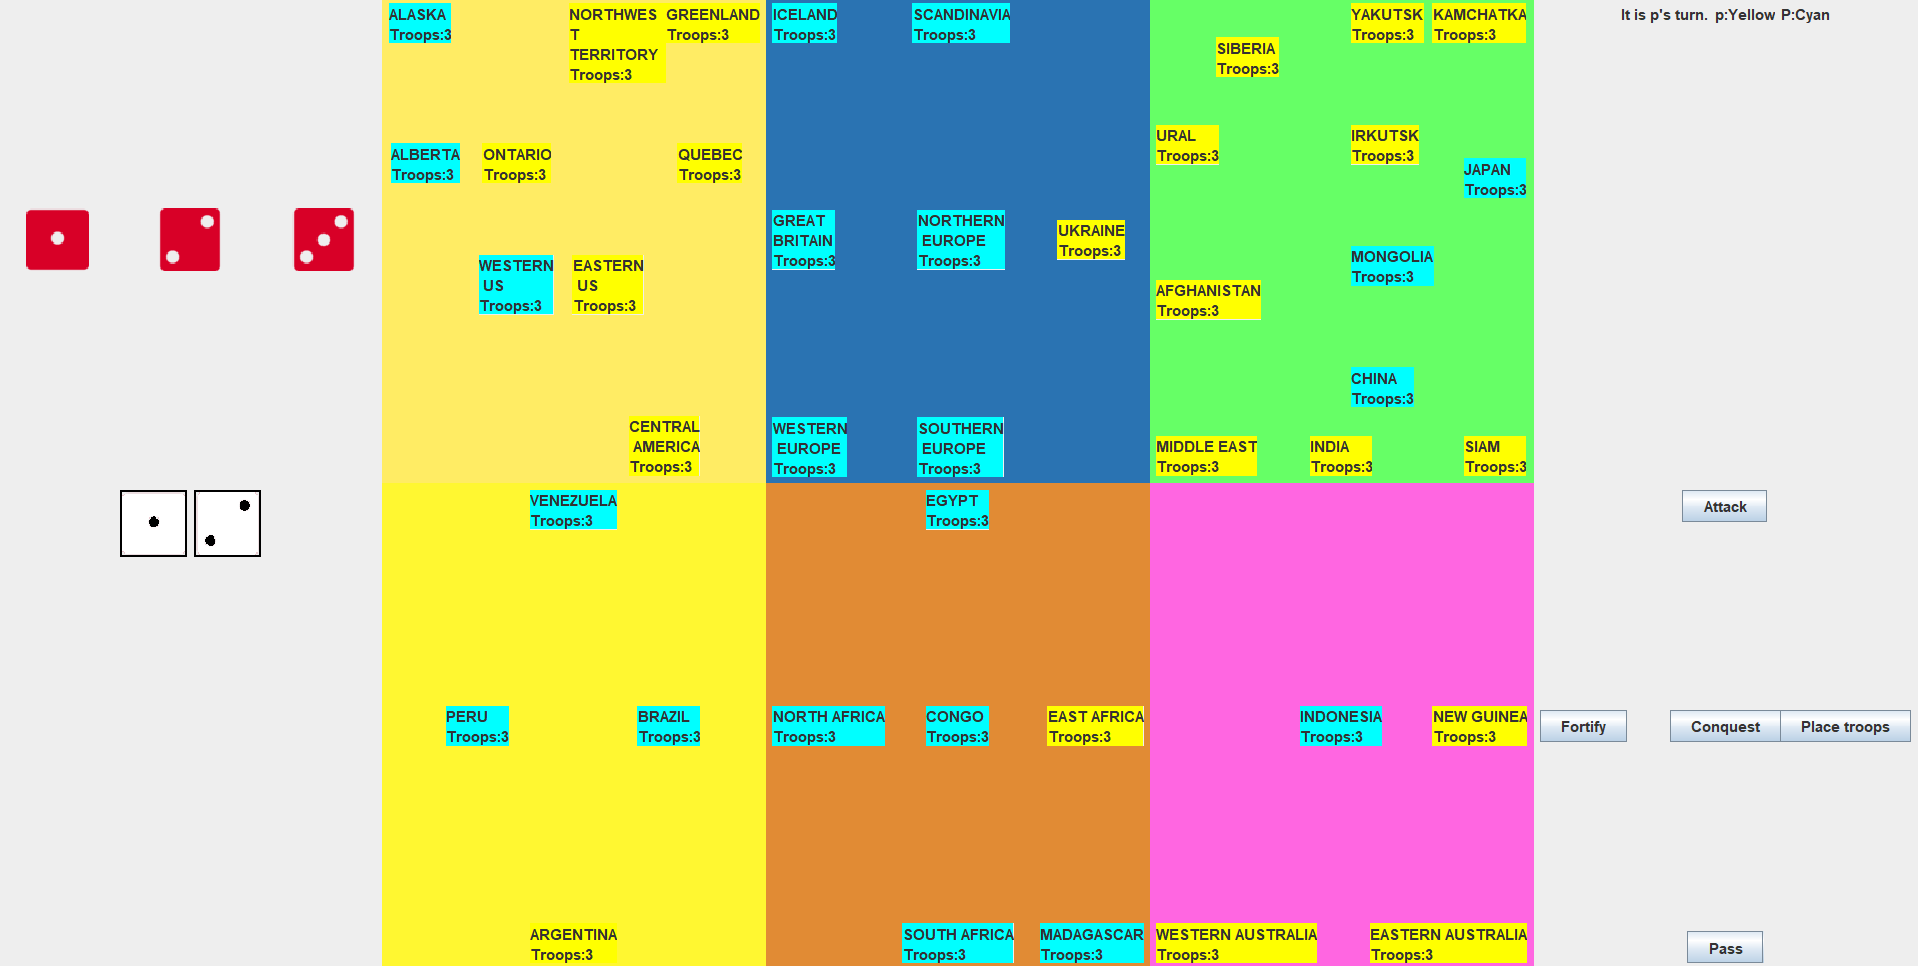 ALASKA
Troops:3
NORTHWES
T
TERRITORY
Troops:3
GREENLAND
Troops:3
ALBERTA
Troops:3
ONTARIO
Troops:3
QUEBEC
Troops:3
WESTERN
US
Troops:3
EASTERN
US
Troops:3
CENTRAL
AMERICA
Troops:3
ICELAND
Troops:3
SCANDINAVIA
Troops:3
GREAT
BRITAIN
Troops:3
NORTHERN
EUROPE
Troops:3
UKRAINE
Troops:3
WESTERN
EUROPE
Troops:3
SOUTHERN
EUROPE
Troops:3
YAKUTSK
Troops:3
KAMCHATKA
Troops:3
SIBERIA
Troops:3
URAL
Troops:3
IRKUTSK
Troops:3
JAPAN
Troops:3
MONGOLIA
Troops:3
AFGHANISTAN
Troops:3
CHINA
Troops:3
MIDDLE EAST
Troops:3
INDIA
Troops:3
SIAM
Troops:3
VENEZUELA
Troops:3
PERU
Troops:3
BRAZIL
Troops:3
ARGENTINA
Troops:3
EGYPT
Troops:3
NORTH AFRICA
Troops:3
CONGO
Troops:3
EAST AFRICA
Troops:3
SOUTH AFRICA
Troops:3
MADAGASCAR
Troops:3
INDONESIA
Troops:3
NEW GUINEA
Troops:3
WESTERN AUSTRALIA
Troops:3
EASTERN AUSTRALIA
Troops:3
It is p's turn. p:Yellow P:Cyan
Attack
Fortify
Conquest
Place troops
Pass